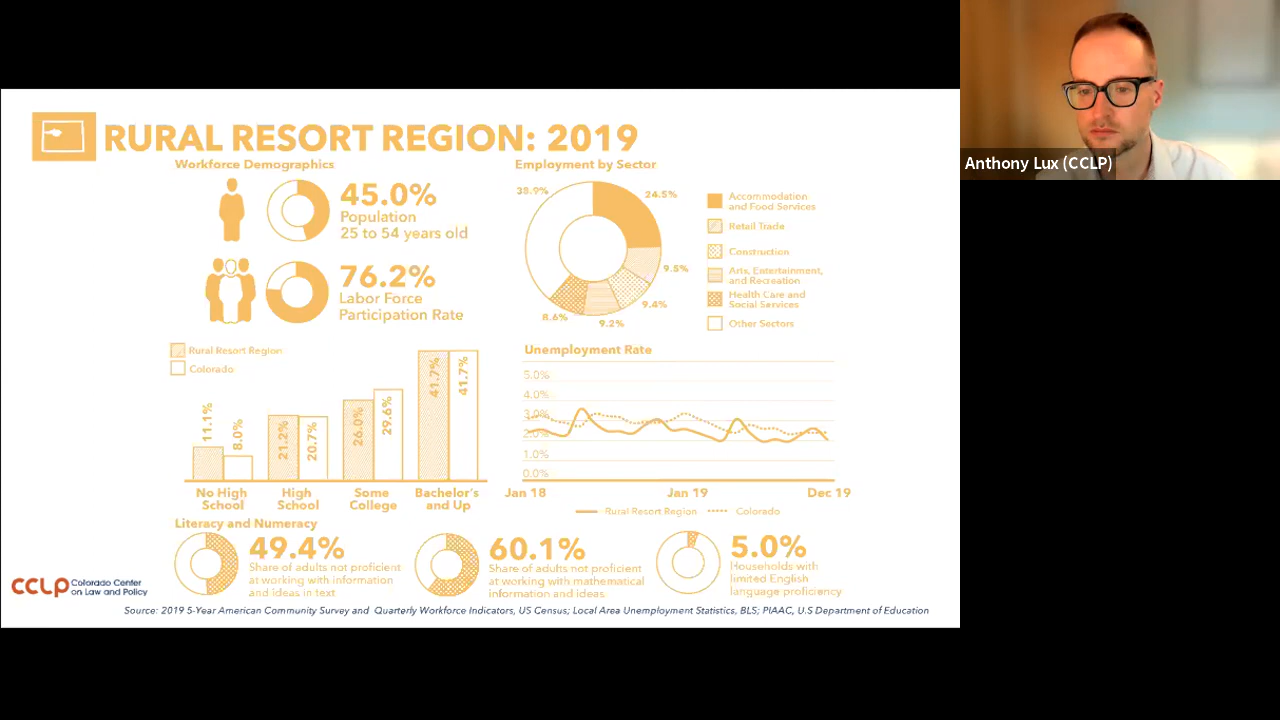 RURAL RESORT REGION: 2019
Workforce Demographics
45.0%
Population
25 to 54 years old
76.2%
Labor Force
Participation Rate
Employment by Sector
24.5%
9.5%
9.4%
9.2%
8.6%
38.9%
Accommodation
and Food Services
Retail Trade
Construction
Arts, Entertainment,
and Recreation
Health Care and
Social Services
Other Sectors
Rural Resort Region
Colorado
11.1%
8.0%
21.2%
20.7%
26.0%
29.6%
41.7%
41.7%
No High
School
High
School
Some
College
Bachelor's
and Up
Unemployment Rate
5.0%
4.0%
3.0%
2.0%
1.0%
0.0%
Jan 18
Jan 19
Dec 19
Rural Resort Region
Colorado
Literacy and Numeracy
49.4%
Share of adults not proficient
at working with information
and ideas in text
60.1%
Share of adults not proficient
at working with mathematical
information and ideas
5.0%
Households with
limited English
language proficiency
CCLP Colorado Center
on Law and Policy
Source: 2019 5-Year American Community Survey and Quarterly Workforce Indicators, US Census; Local Area Unemployment Statistics, BLS; PIAAC, U.S Department of Education
Anthony Lux (CCLP)